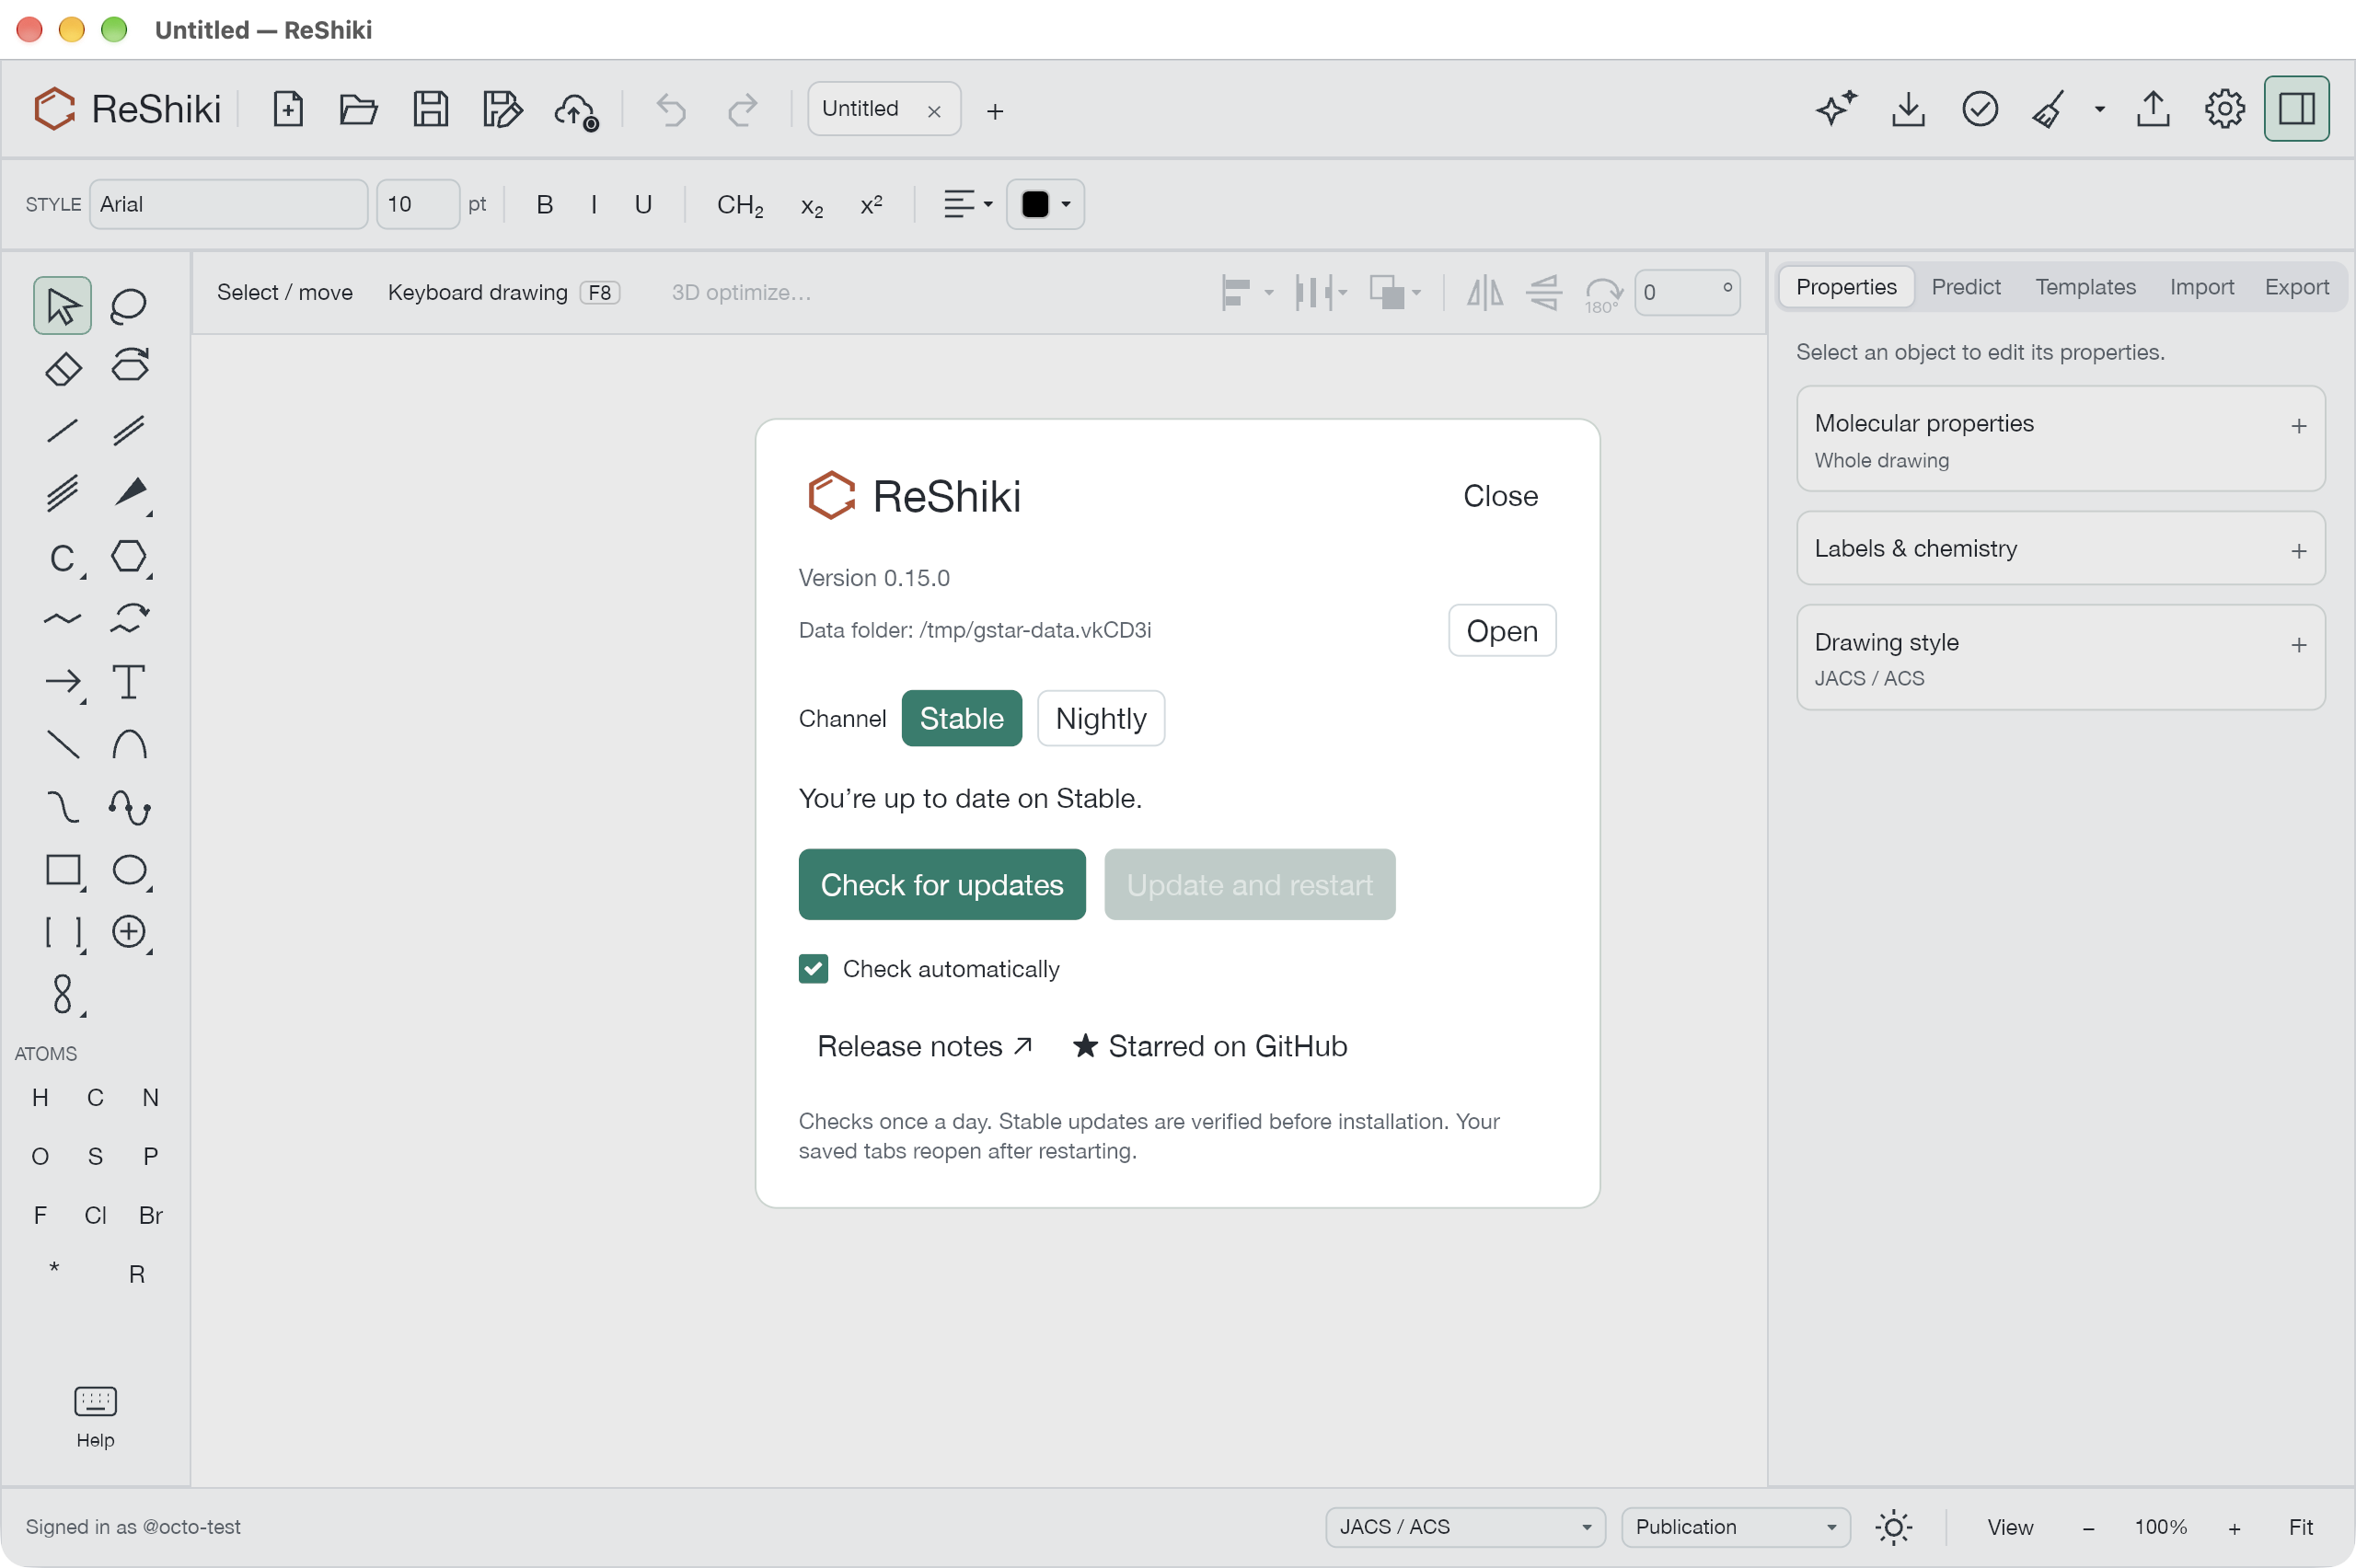 Untitled — ReShiki
ReShiki
Untitled × +
STYLE Arial 10 pt B I U CH₂ x₂ x²
Select / move Keyboard drawing F8 3D optimize… 180° 0 °
Properties Predict Templates Import Export
Select an object to edit its properties.
Molecular properties +
Whole drawing
Labels & chemistry +
Drawing style +
JACS / ACS
C
T
[ ]
ATOMS
H C N
O S P
F Cl Br
* R
Help
ReShiki Close
Version 0.15.0
Data folder: /tmp/gstar-data.vkCD3i Open
Channel Stable Nightly
You’re up to date on Stable.
Check for updates Update and restart
Check automatically
Release notes ↗ ★ Starred on GitHub
Checks once a day. Stable updates are verified before installation. Your
saved tabs reopen after restarting.
Signed in as @octo-test JACS / ACS Publication View − 100% + Fit